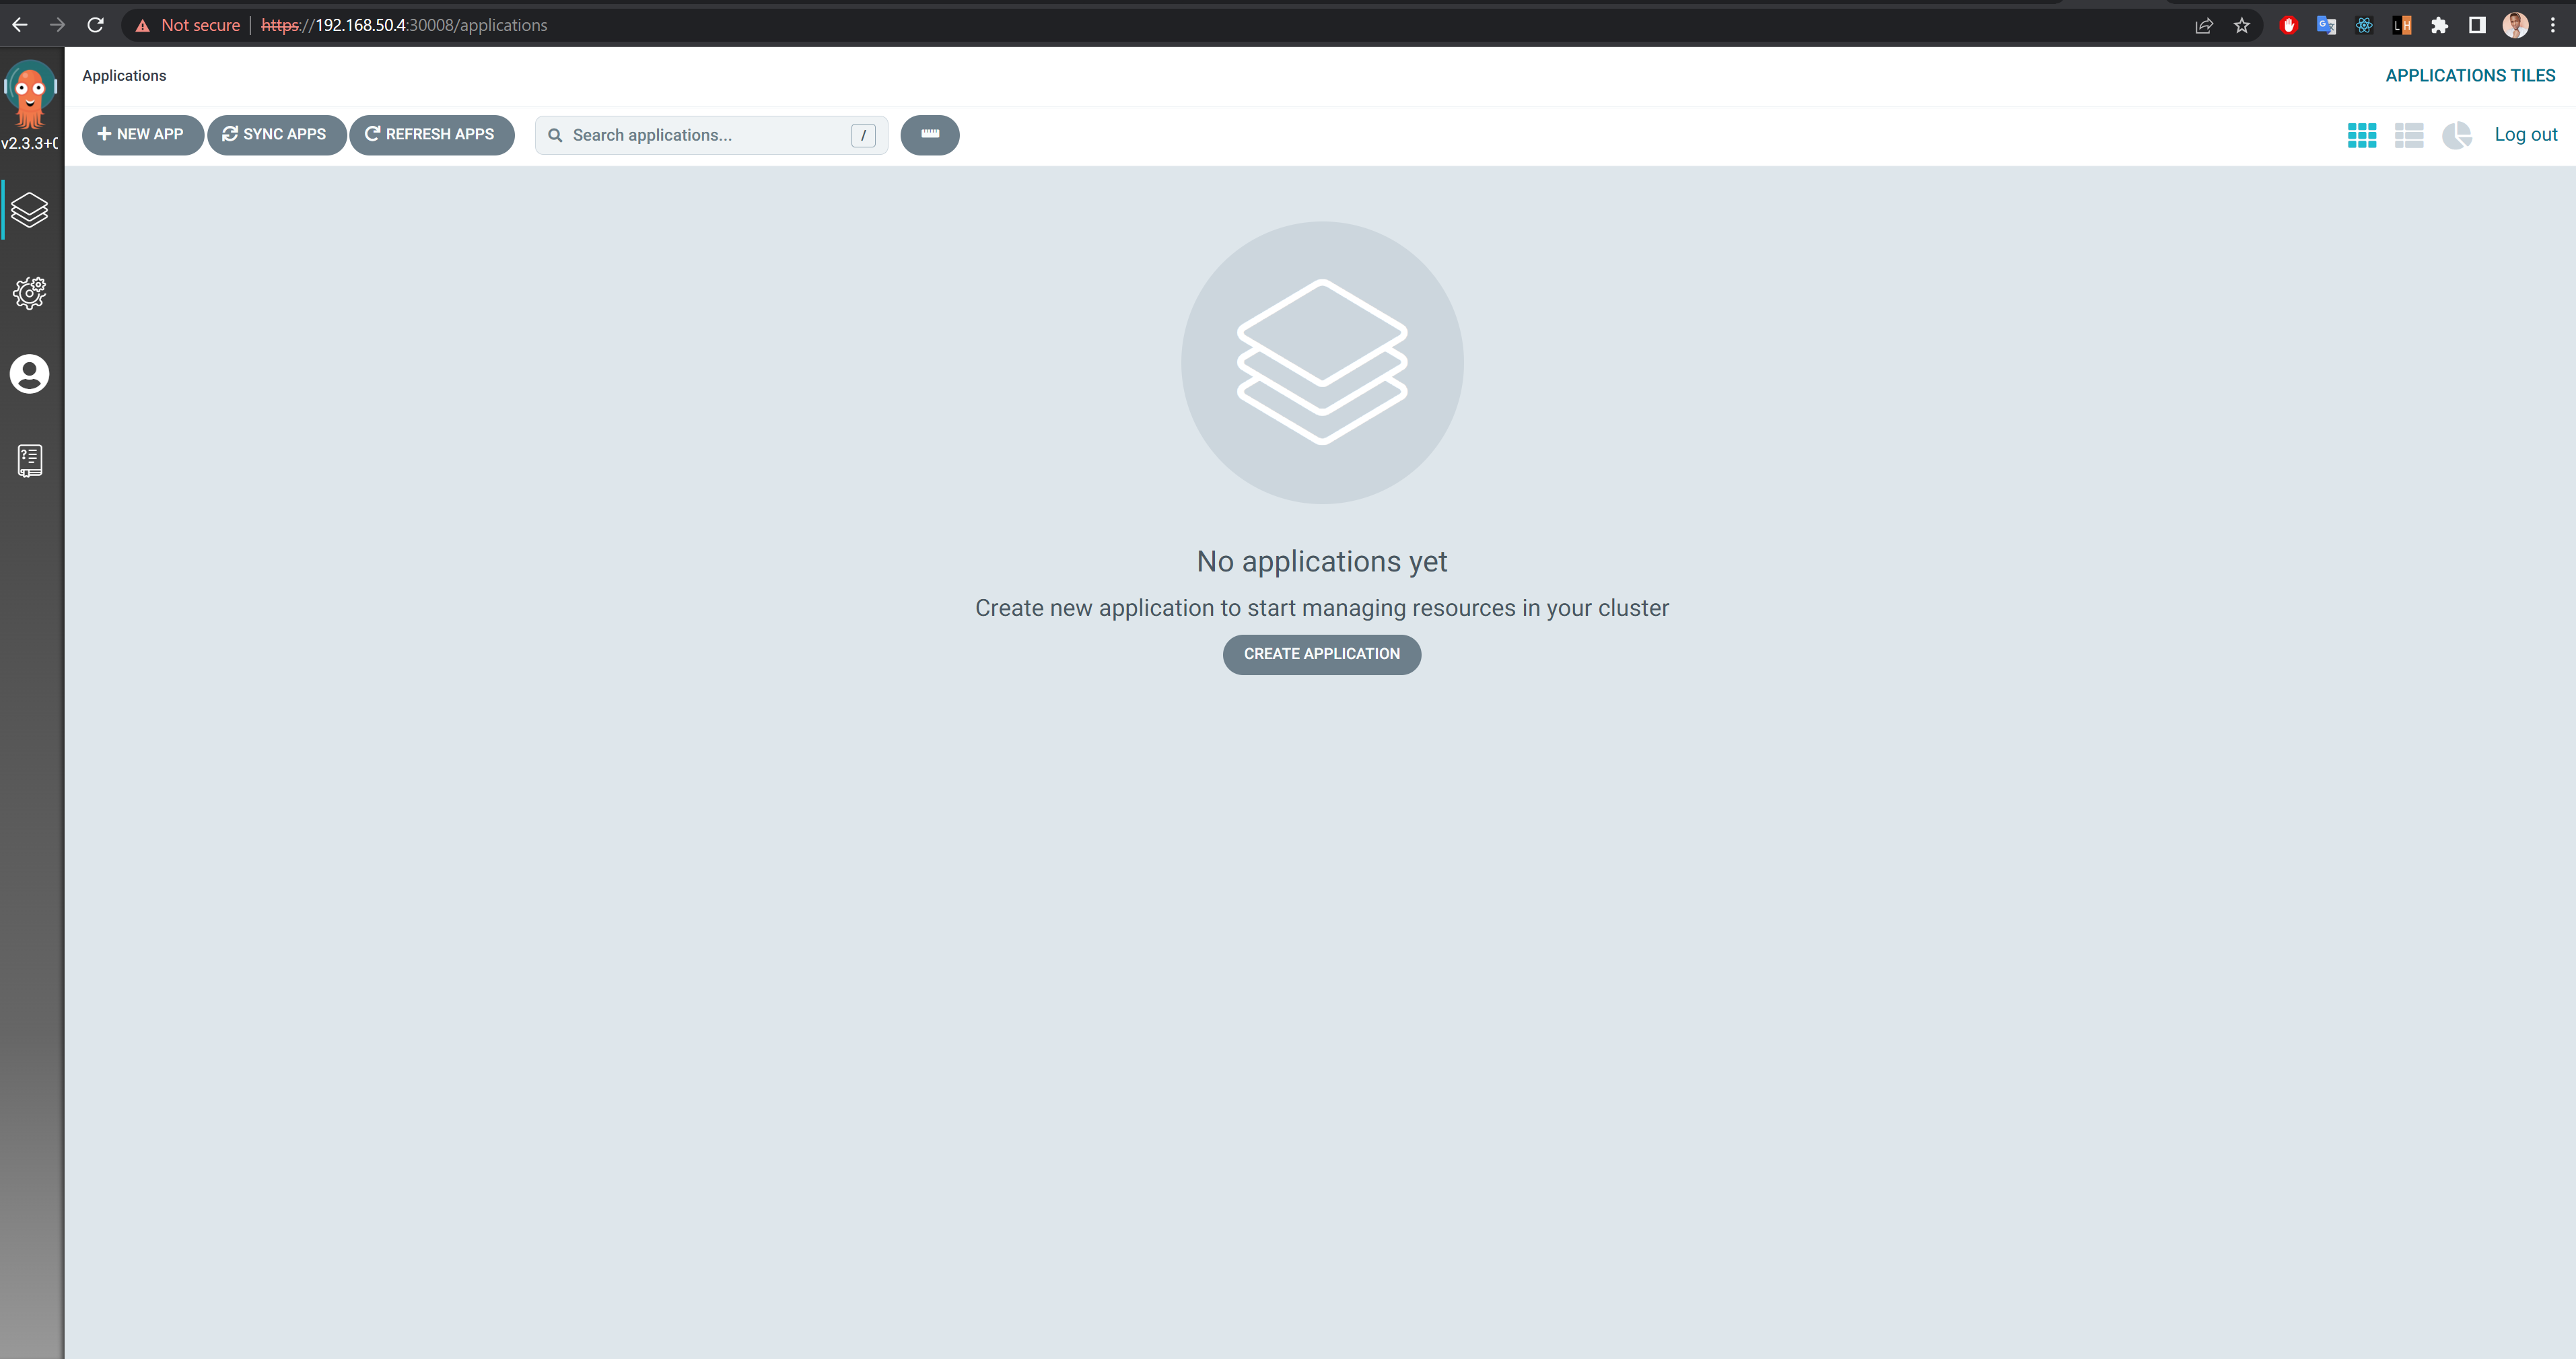 Not secure | https://192.168.50.4:30008/applications
Applications
APPLICATIONS TILES
v2.3.3+
NEW APP
SYNC APPS
REFRESH APPS
Search applications...
/
Log out
No applications yet
Create new application to start managing resources in your cluster
CREATE APPLICATION